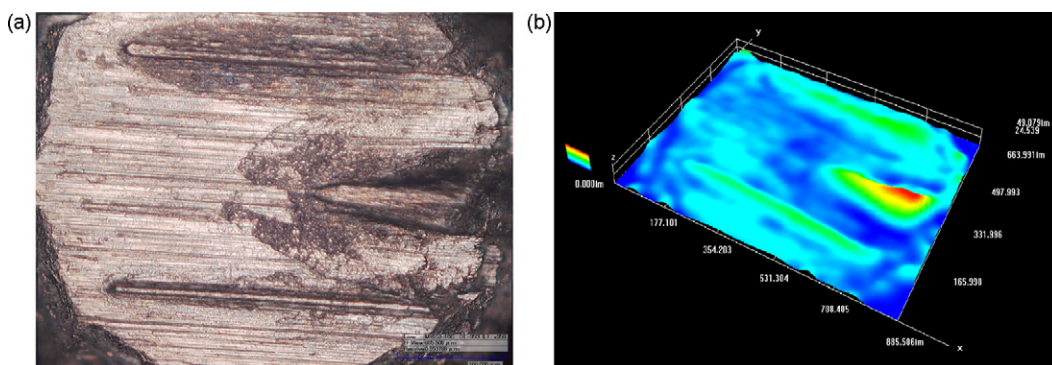 (a)
(b)
y
z
0.000lm
49.079lm
24.539
663.991lm
497.993
331.996
165.998
177.101
354.203
531.304
708.405
885.506lm
x